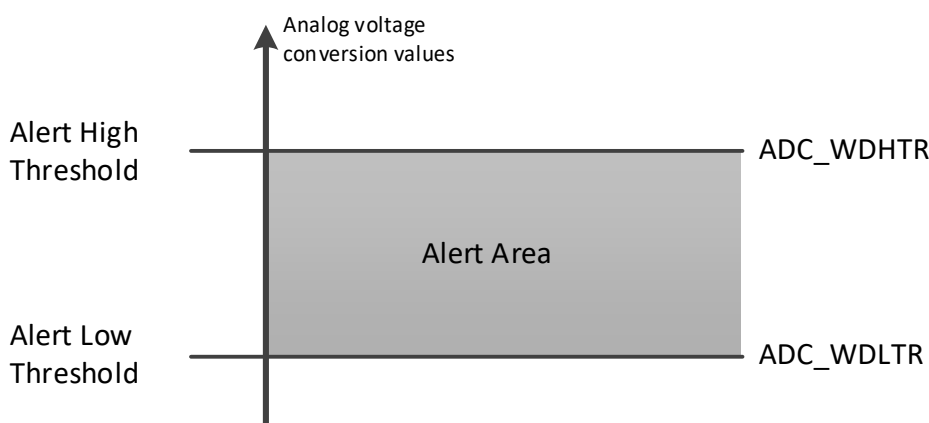 Analog voltage
conversion values
Alert High
Threshold
ADC_WDHTR
Alert Area
Alert Low
Threshold
ADC_WDLTR